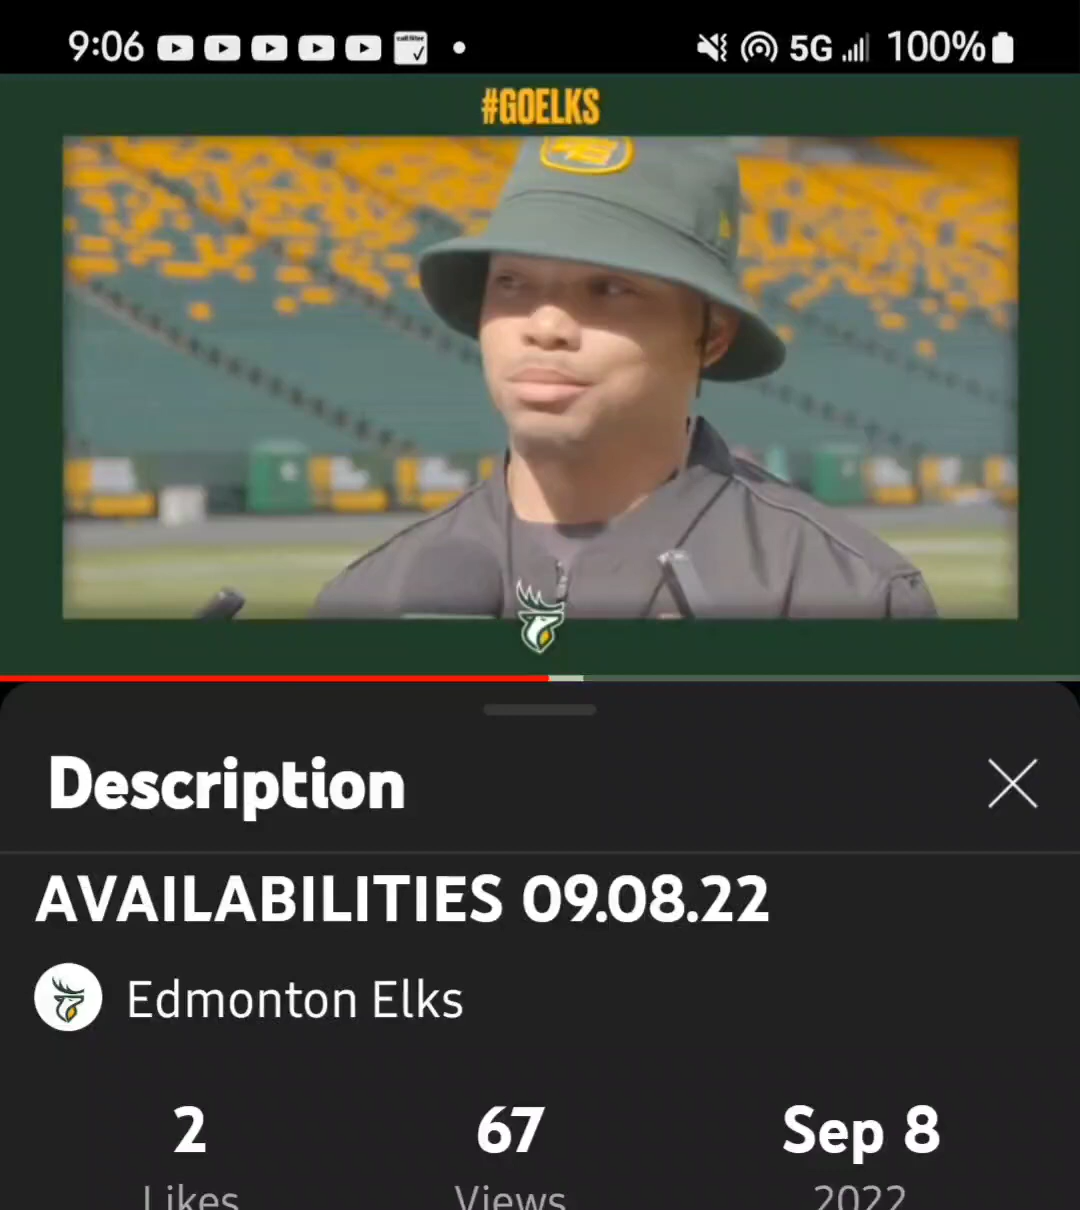 9:06 5G 100%
#GOELKS
Description
AVAILABILITIES 09.08.22
Edmonton Elks
2 67 Sep 8
Likes Views 2022